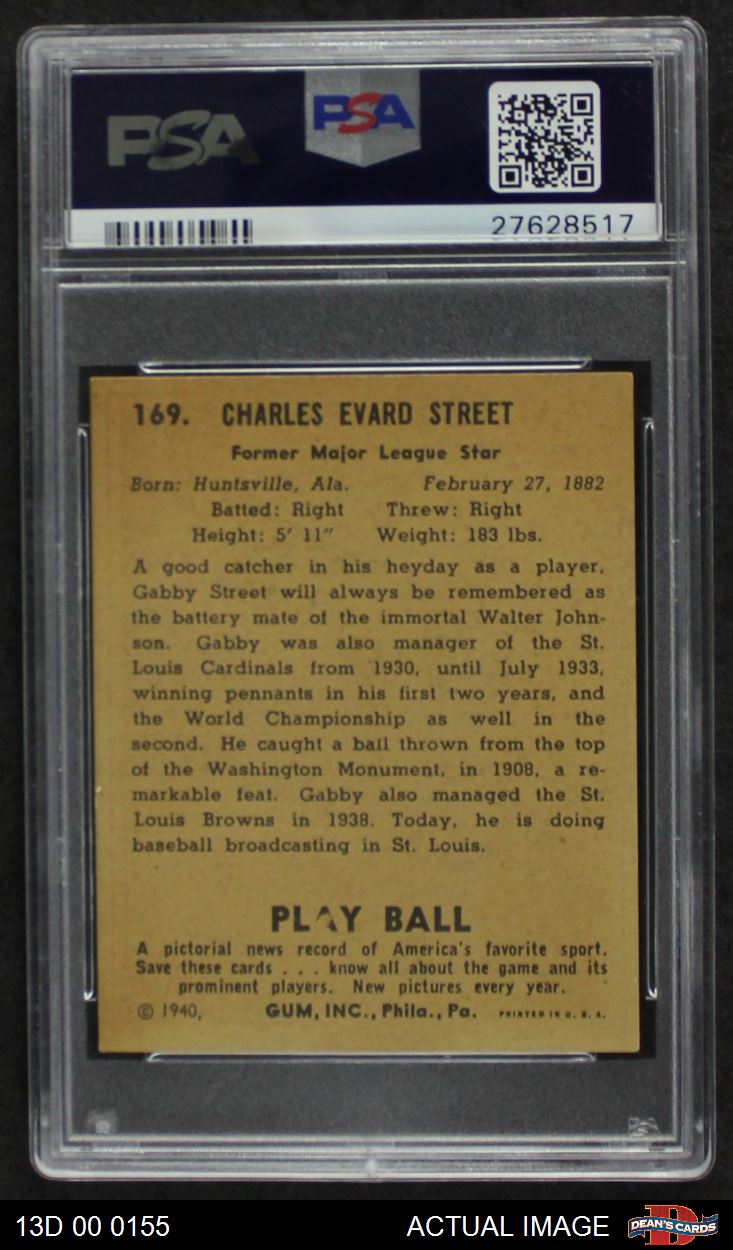 PSA
PSA
27628517
169. CHARLES EVARD STREET
Former Major League Star
Born: Huntsville, Ala. February 27, 1882
Batted: Right Threw: Right
Height: 5' 11" Weight: 183 lbs.
A good catcher in his heyday as a player,
Gabby Street will always be remembered as
the battery mate of the immortal Walter John-
son. Gabby was also manager of the St.
Louis Cardinals from 1930, until July 1933,
winning pennants in his first two years, and
the World Championship as well in the
second. He caught a ball thrown from the top
of the Washington Monument, in 1908, a re-
markable feat. Gabby also managed the St.
Louis Browns in 1938. Today, he is doing
baseball broadcasting in St. Louis.
PLAY BALL
A pictorial news record of America's favorite sport.
Save these cards . . . know all about the game and its
prominent players. New pictures every year.
© 1940, GUM, INC., Phila., Pa. PRINTED IN U. S. A.
PSA
13D 00 0155 ACTUAL IMAGE DEAN'S CARDS